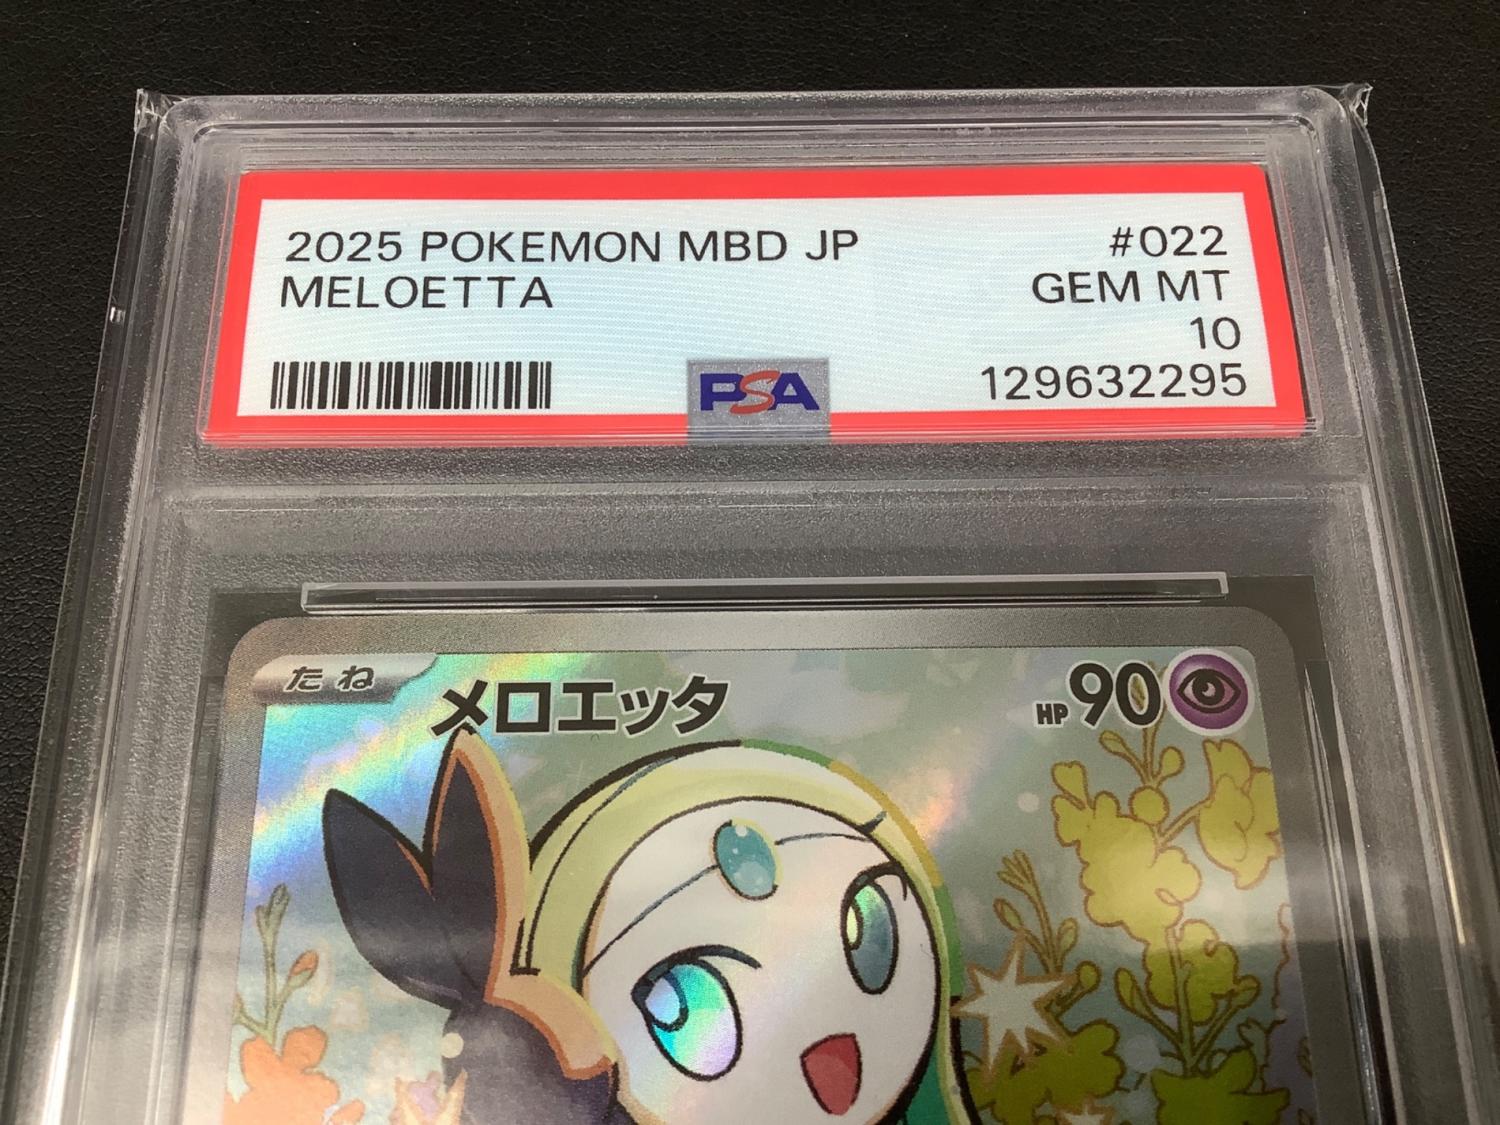 2025 POKEMON MBD JP #022
MELOETTA GEM MT
10
PSA 129632295
たね メロエッタ HP90